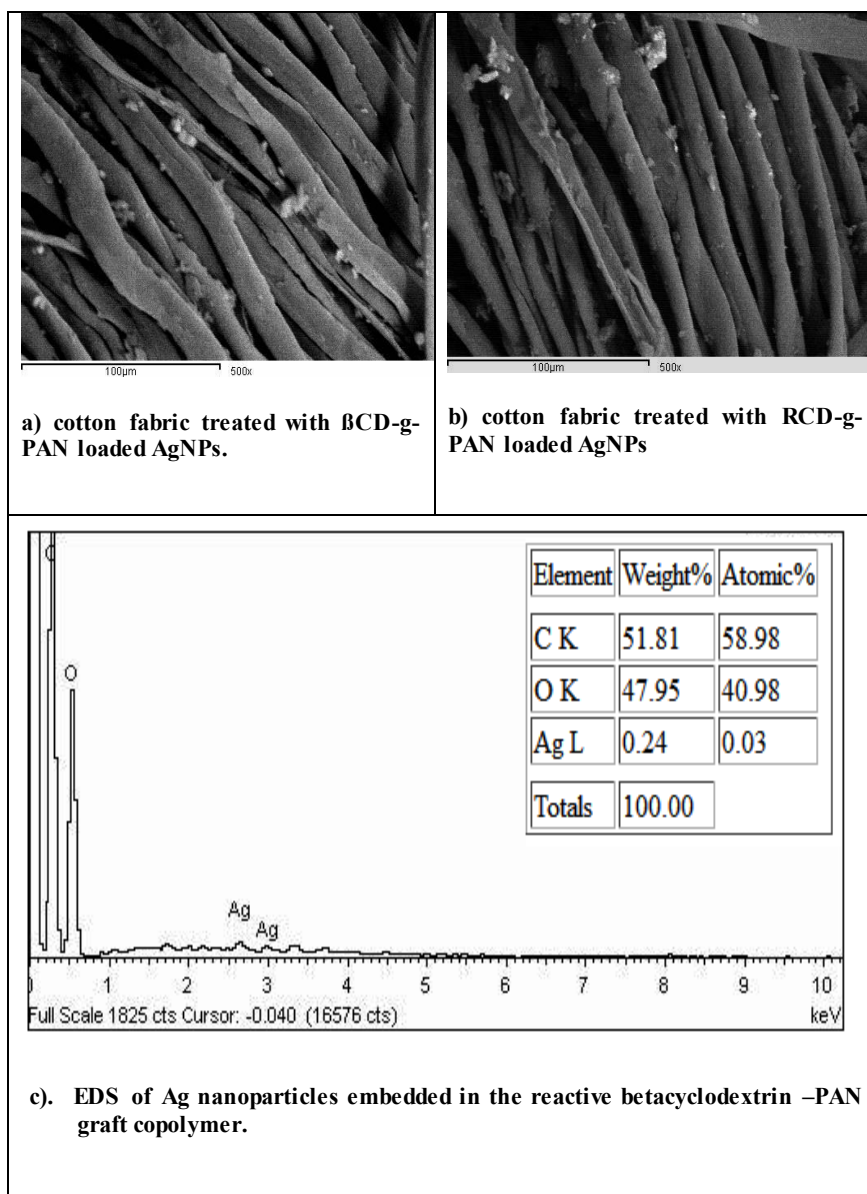 100µm 500x
100µm 500x
a) cotton fabric treated with ßCD-g-
PAN loaded AgNPs.
b) cotton fabric treated with RCD-g-
PAN loaded AgNPs
Element Weight% Atomic%
C K 51.81 58.98
O K 47.95 40.98
Ag L 0.24 0.03
Totals 100.00
O
Ag
Ag
1 2 3 4 5 6 7 8 9 10
Full Scale 1825 cts Cursor: -0.040 (16576 cts) keV
c). EDS of Ag nanoparticles embedded in the reactive betacyclodextrin –PAN
graft copolymer.